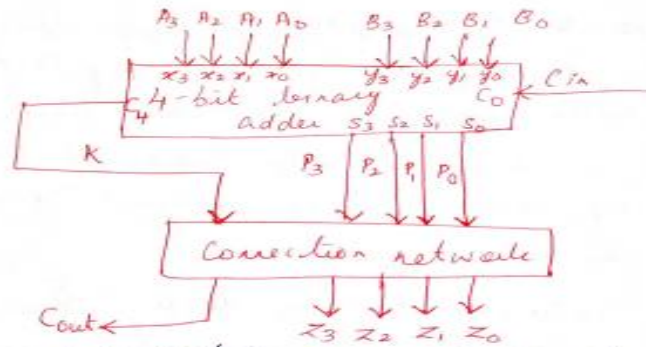 A3 A2 A1 A0 B3 B2 B1 B0
x3 x2 x1 x0 y3 y2 y1 y0
C4 4-bit binary C0 Cin
adder S3 S2 S1 S0
K P3 P2 P1 P0
Correction network
Cout Z3 Z2 Z1 Z0